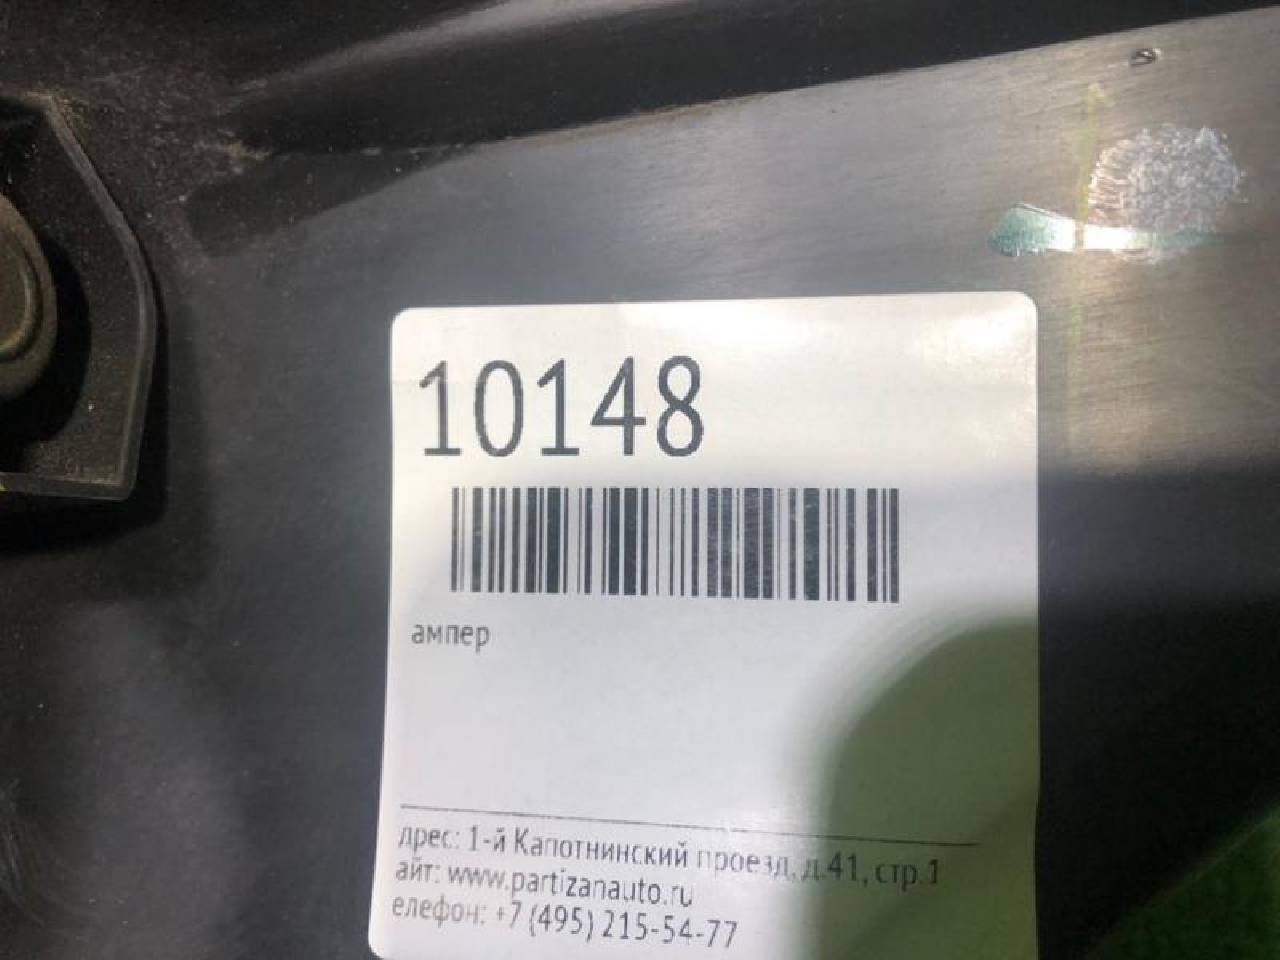 10148
ампер
дрес: 1-й Капотнинский проезд, д.41, стр.1
айт: www.partizanauto.ru
елефон: +7 (495) 215-54-77